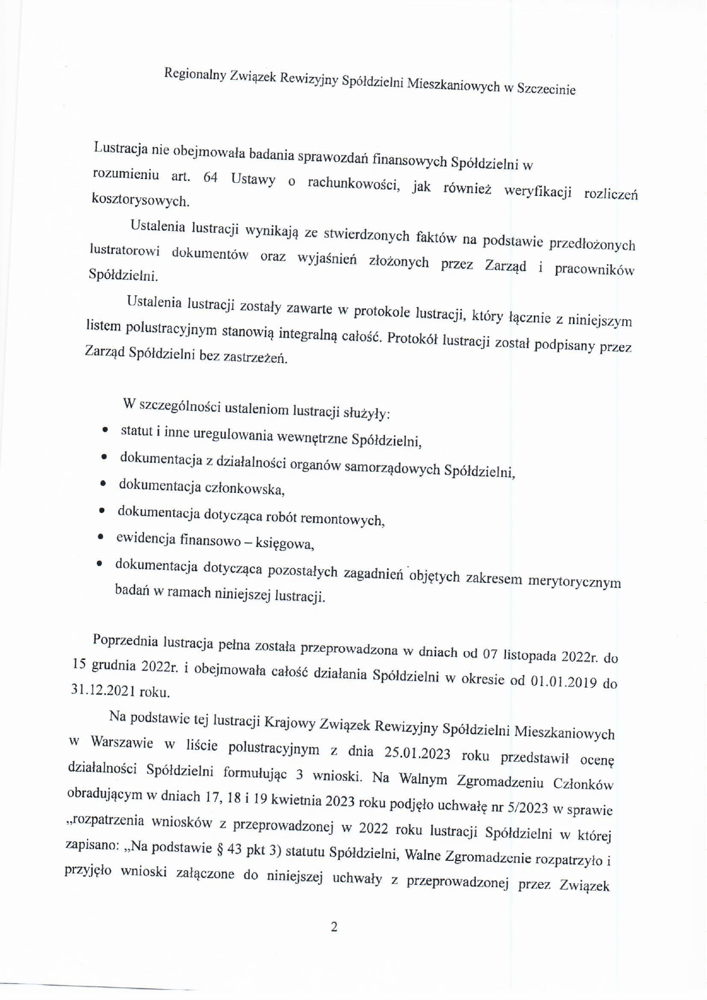 Regionalny Związek Rewizyjny Spółdzielni Mieszkaniowych w Szczecinie
Lustracja nie obejmowała badania sprawozdań finansowych Spółdzielni w
rozumieniu art. 64 Ustawy o rachunkowości, jak również weryfikacji rozliczeń
kosztorysowych.
Ustalenia lustracji wynikają ze stwierdzonych faktów na podstawie przedłożonych
lustratorowi dokumentów oraz wyjaśnień złożonych przez Zarząd i pracowników
Spółdzielni.
Ustalenia lustracji zostały zawarte w protokole lustracji, który łącznie z niniejszym
listem polustracyjnym stanowią integralną całość. Protokół lustracji został podpisany przez
Zarząd Spółdzielni bez zastrzeżeń.
W szczególności ustaleniom lustracji służyły:
• statut i inne uregulowania wewnętrzne Spółdzielni,
• dokumentacja z działalności organów samorządowych Spółdzielni,
• dokumentacja członkowska,
• dokumentacja dotycząca robót remontowych,
• ewidencja finansowo – księgowa,
• dokumentacja dotycząca pozostałych zagadnień objętych zakresem merytorycznym
badań w ramach niniejszej lustracji.
Poprzednia lustracja pełna została przeprowadzona w dniach od 07 listopada 2022r. do
15 grudnia 2022r. i obejmowała całość działania Spółdzielni w okresie od 01.01.2019 do
31.12.2021 roku.
Na podstawie tej lustracji Krajowy Związek Rewizyjny Spółdzielni Mieszkaniowych
w Warszawie w liście polustracyjnym z dnia 25.01.2023 roku przedstawił ocenę
działalności Spółdzielni formułując 3 wnioski. Na Walnym Zgromadzeniu Członków
obradującym w dniach 17, 18 i 19 kwietnia 2023 roku podjęło uchwałę nr 5/2023 w sprawie
„rozpatrzenia wniosków z przeprowadzonej w 2022 roku lustracji Spółdzielni w której
zapisano: „Na podstawie § 43 pkt 3) statutu Spółdzielni, Walne Zgromadzenie rozpatrzyło i
przyjęło wnioski załączone do niniejszej uchwały z przeprowadzonej przez Związek
2